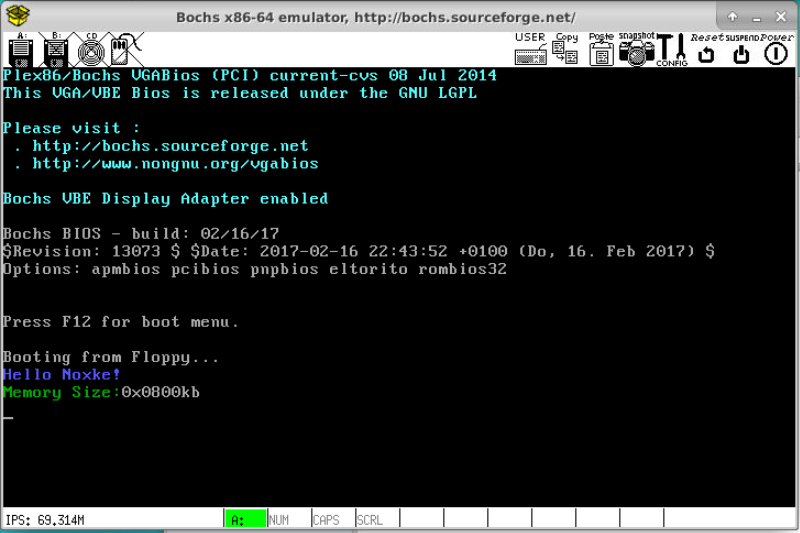 Bochs x86-64 emulator, http://bochs.sourceforge.net/
A: B: CD USER Copy Paste snapshot CONFIG Reset SUSPEND Power
Plex86/Bochs VGABios (PCI) current-cvs 08 Jul 2014
This VGA/VBE Bios is released under the GNU LGPL
Please visit :
. http://bochs.sourceforge.net
. http://www.nongnu.org/vgabios
Bochs VBE Display Adapter enabled
Bochs BIOS - build: 02/16/17
$Revision: 13073 $ $Date: 2017-02-16 22:43:52 +0100 (Do, 16. Feb 2017) $
Options: apmbios pcibios pnpbios eltorito rombios32
Press F12 for boot menu.
Booting from Floppy...
Hello Noxke!
Memory Size:0x0800kb
IPS: 69.314M A: NUM CAPS SCRL